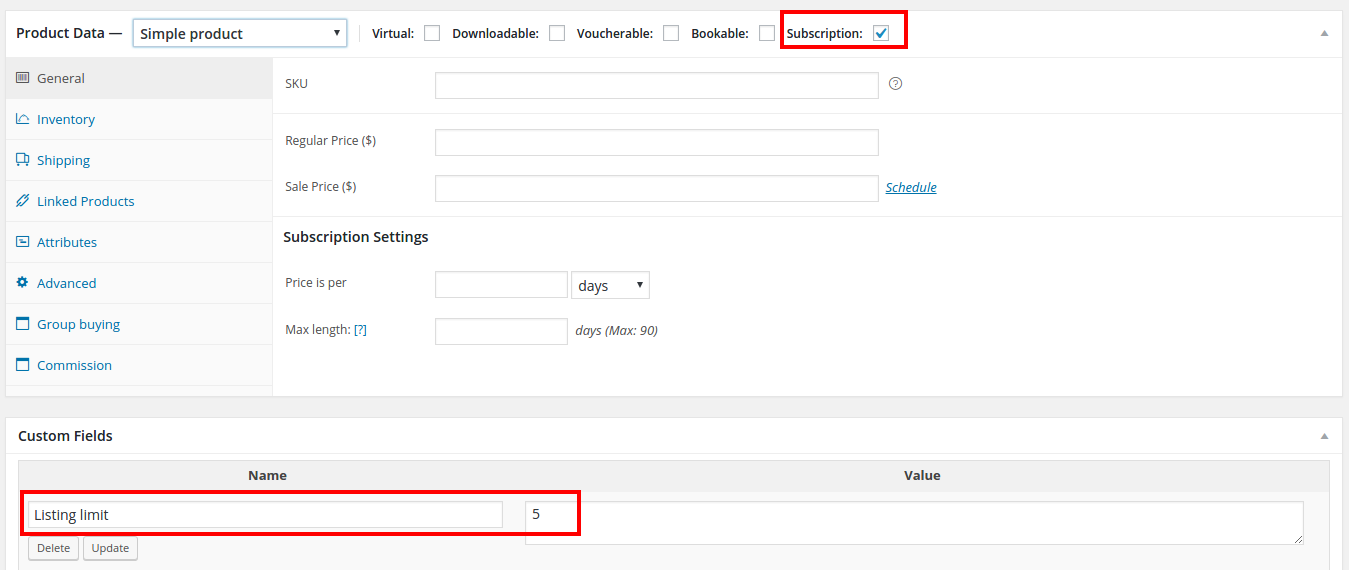 Product Data — Simple product Virtual: Downloadable: Voucherable: Bookable: Subscription:
General
Inventory
Shipping
Linked Products
Attributes
Advanced
Group buying
Commission
SKU
Regular Price ($)
Sale Price ($) Schedule
Subscription Settings
Price is per days
Max length: [?] days (Max: 90)
Custom Fields
Name Value
Listing limit 5
Delete Update